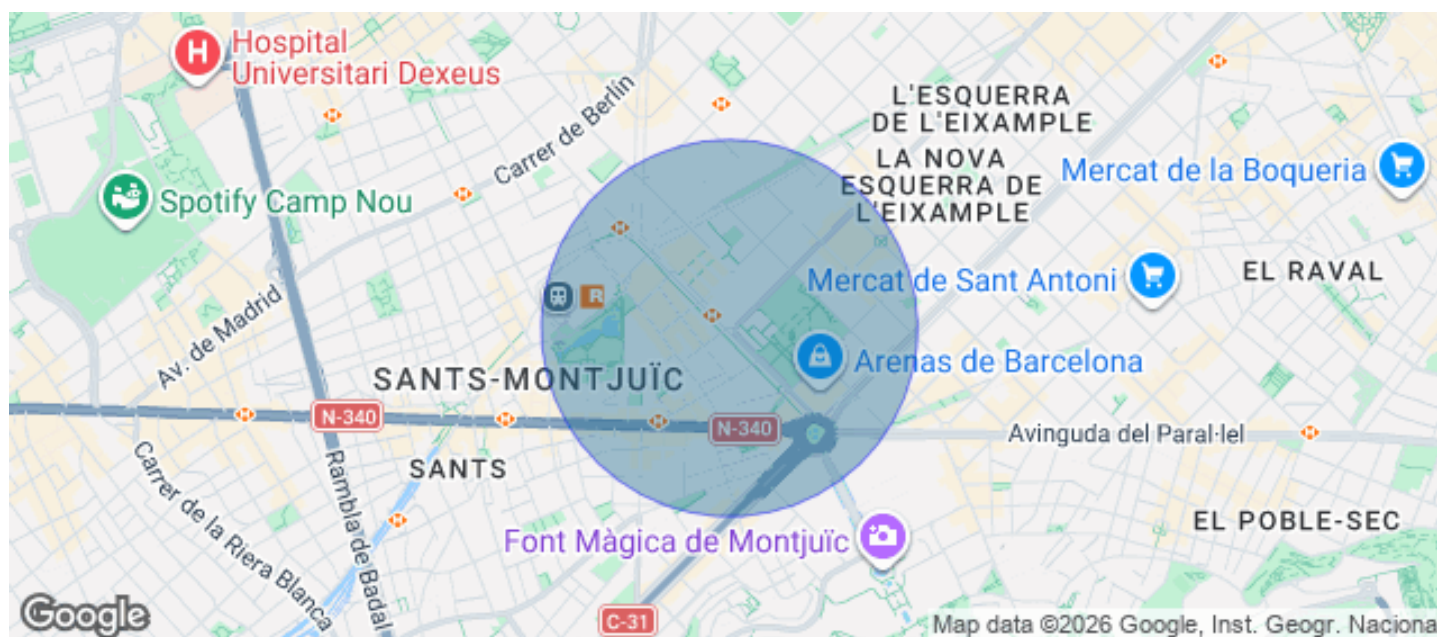 H
Hospital
Universitari Dexeus
Carrer de Berlín
L'ESQUERRA
DE L'EIXAMPLE
LA NOVA
ESQUERRA DE
L'EIXAMPLE
Mercat de la Boqueria
Spotify Camp Nou
Mercat de Sant Antoni
EL RAVAL
R
Av. de Madrid
Arenas de Barcelona
SANTS-MONTJUÏC
N-340
N-340
Avinguda del Paral·lel
SANTS
Carrer de la Riera Blanca
Rambla de Badal
EL POBLE-SEC
Font Màgica de Montjuïc
C-31
Google
Map data ©2026 Google, Inst. Geogr. Naciona